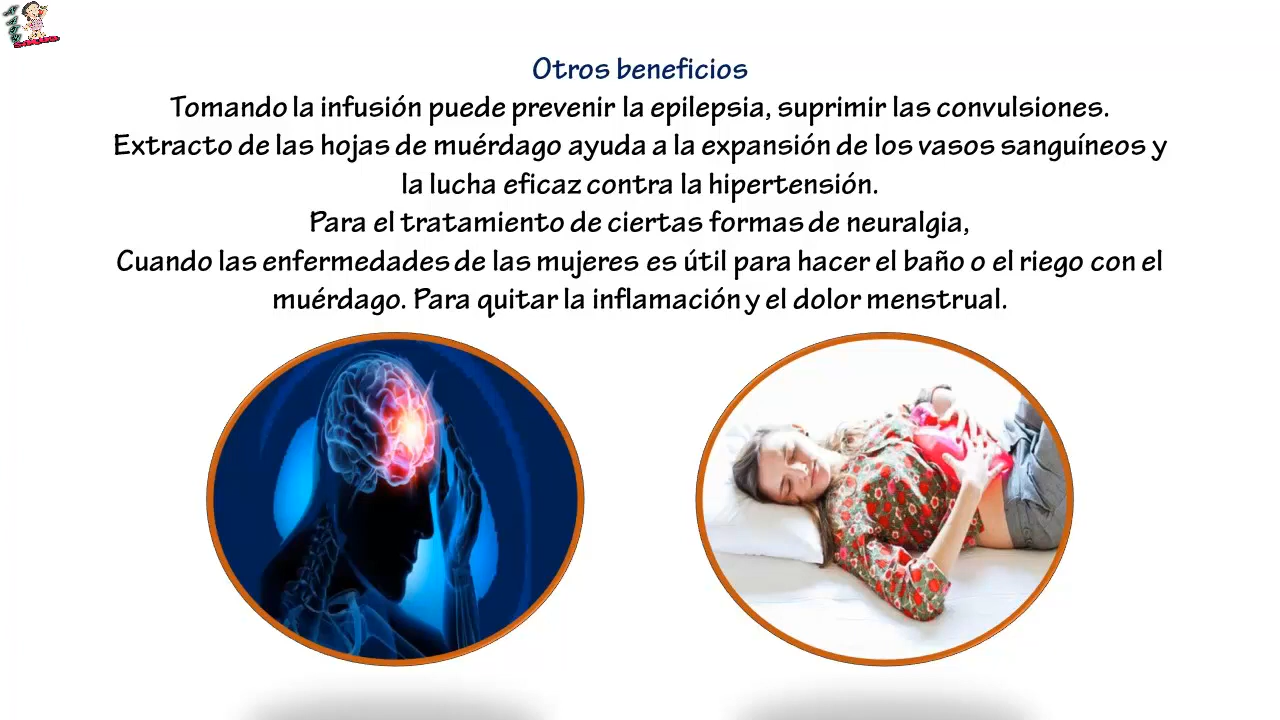 Otros beneficios
Tomando la infusión puede prevenir la epilepsia, suprimir las convulsiones.
Extracto de las hojas de muérdago ayuda a la expansión de los vasos sanguíneos y
la lucha eficaz contra la hipertensión.
Para el tratamiento de ciertas formas de neuralgia,
Cuando las enfermedades de las mujeres es útil para hacer el baño o el riego con el
muérdago. Para quitar la inflamación y el dolor menstrual.